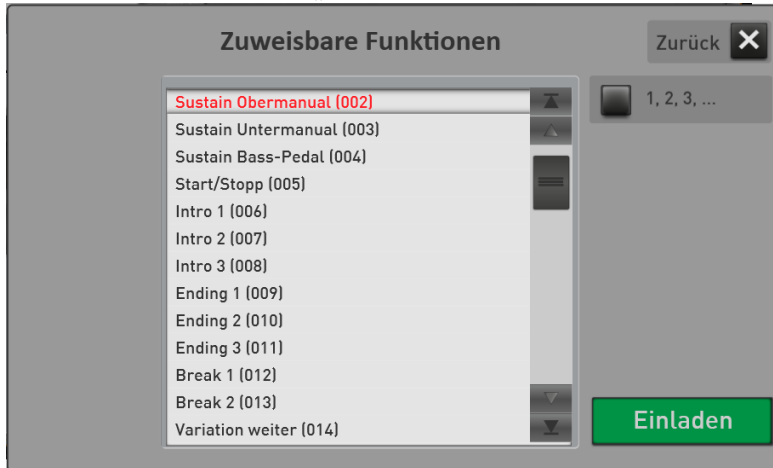 Zuweisbare Funktionen
Zurück
Sustain Obermanual (002)
Sustain Untermanual (003)
Sustain Bass-Pedal (004)
Start/Stopp (005)
Intro 1 (006)
Intro 2 (007)
Intro 3 (008)
Ending 1 (009)
Ending 2 (010)
Ending 3 (011)
Break 1 (012)
Break 2 (013)
Variation weiter (014)
1, 2, 3, ...
Einladen